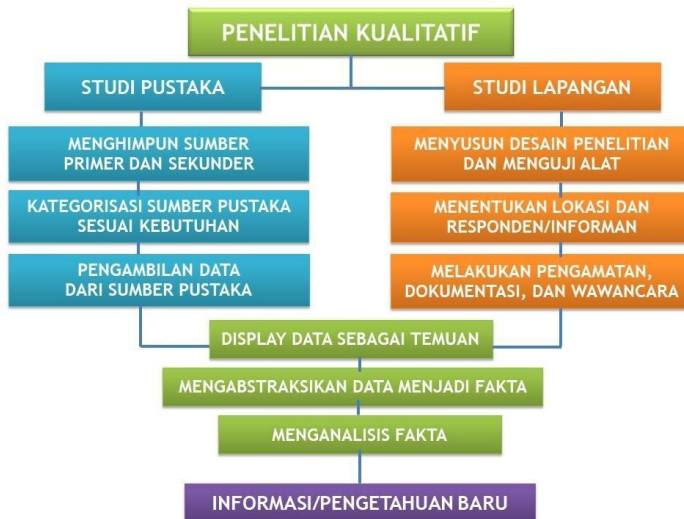 PENELITIAN KUALITATIF
STUDI PUSTAKA
STUDI LAPANGAN
MENGHIMPUN SUMBER
PRIMER DAN SEKUNDER
MENYUSUN DESAIN PENELITIAN
DAN MENGUJI ALAT
KATEGORISASI SUMBER PUSTAKA
SESUAI KEBUTUHAN
MENENTUKAN LOKASI DAN
RESPONDEN/INFORMAN
PENGAMBILAN DATA
DARI SUMBER PUSTAKA
MELAKUKAN PENGAMATAN,
DOKUMENTASI, DAN WAWANCARA
DISPLAY DATA SEBAGAI TEMUAN
MENGABSTRAKSIKAN DATA MENJADI FAKTA
MENGANALISIS FAKTA
INFORMASI/PENGETAHUAN BARU